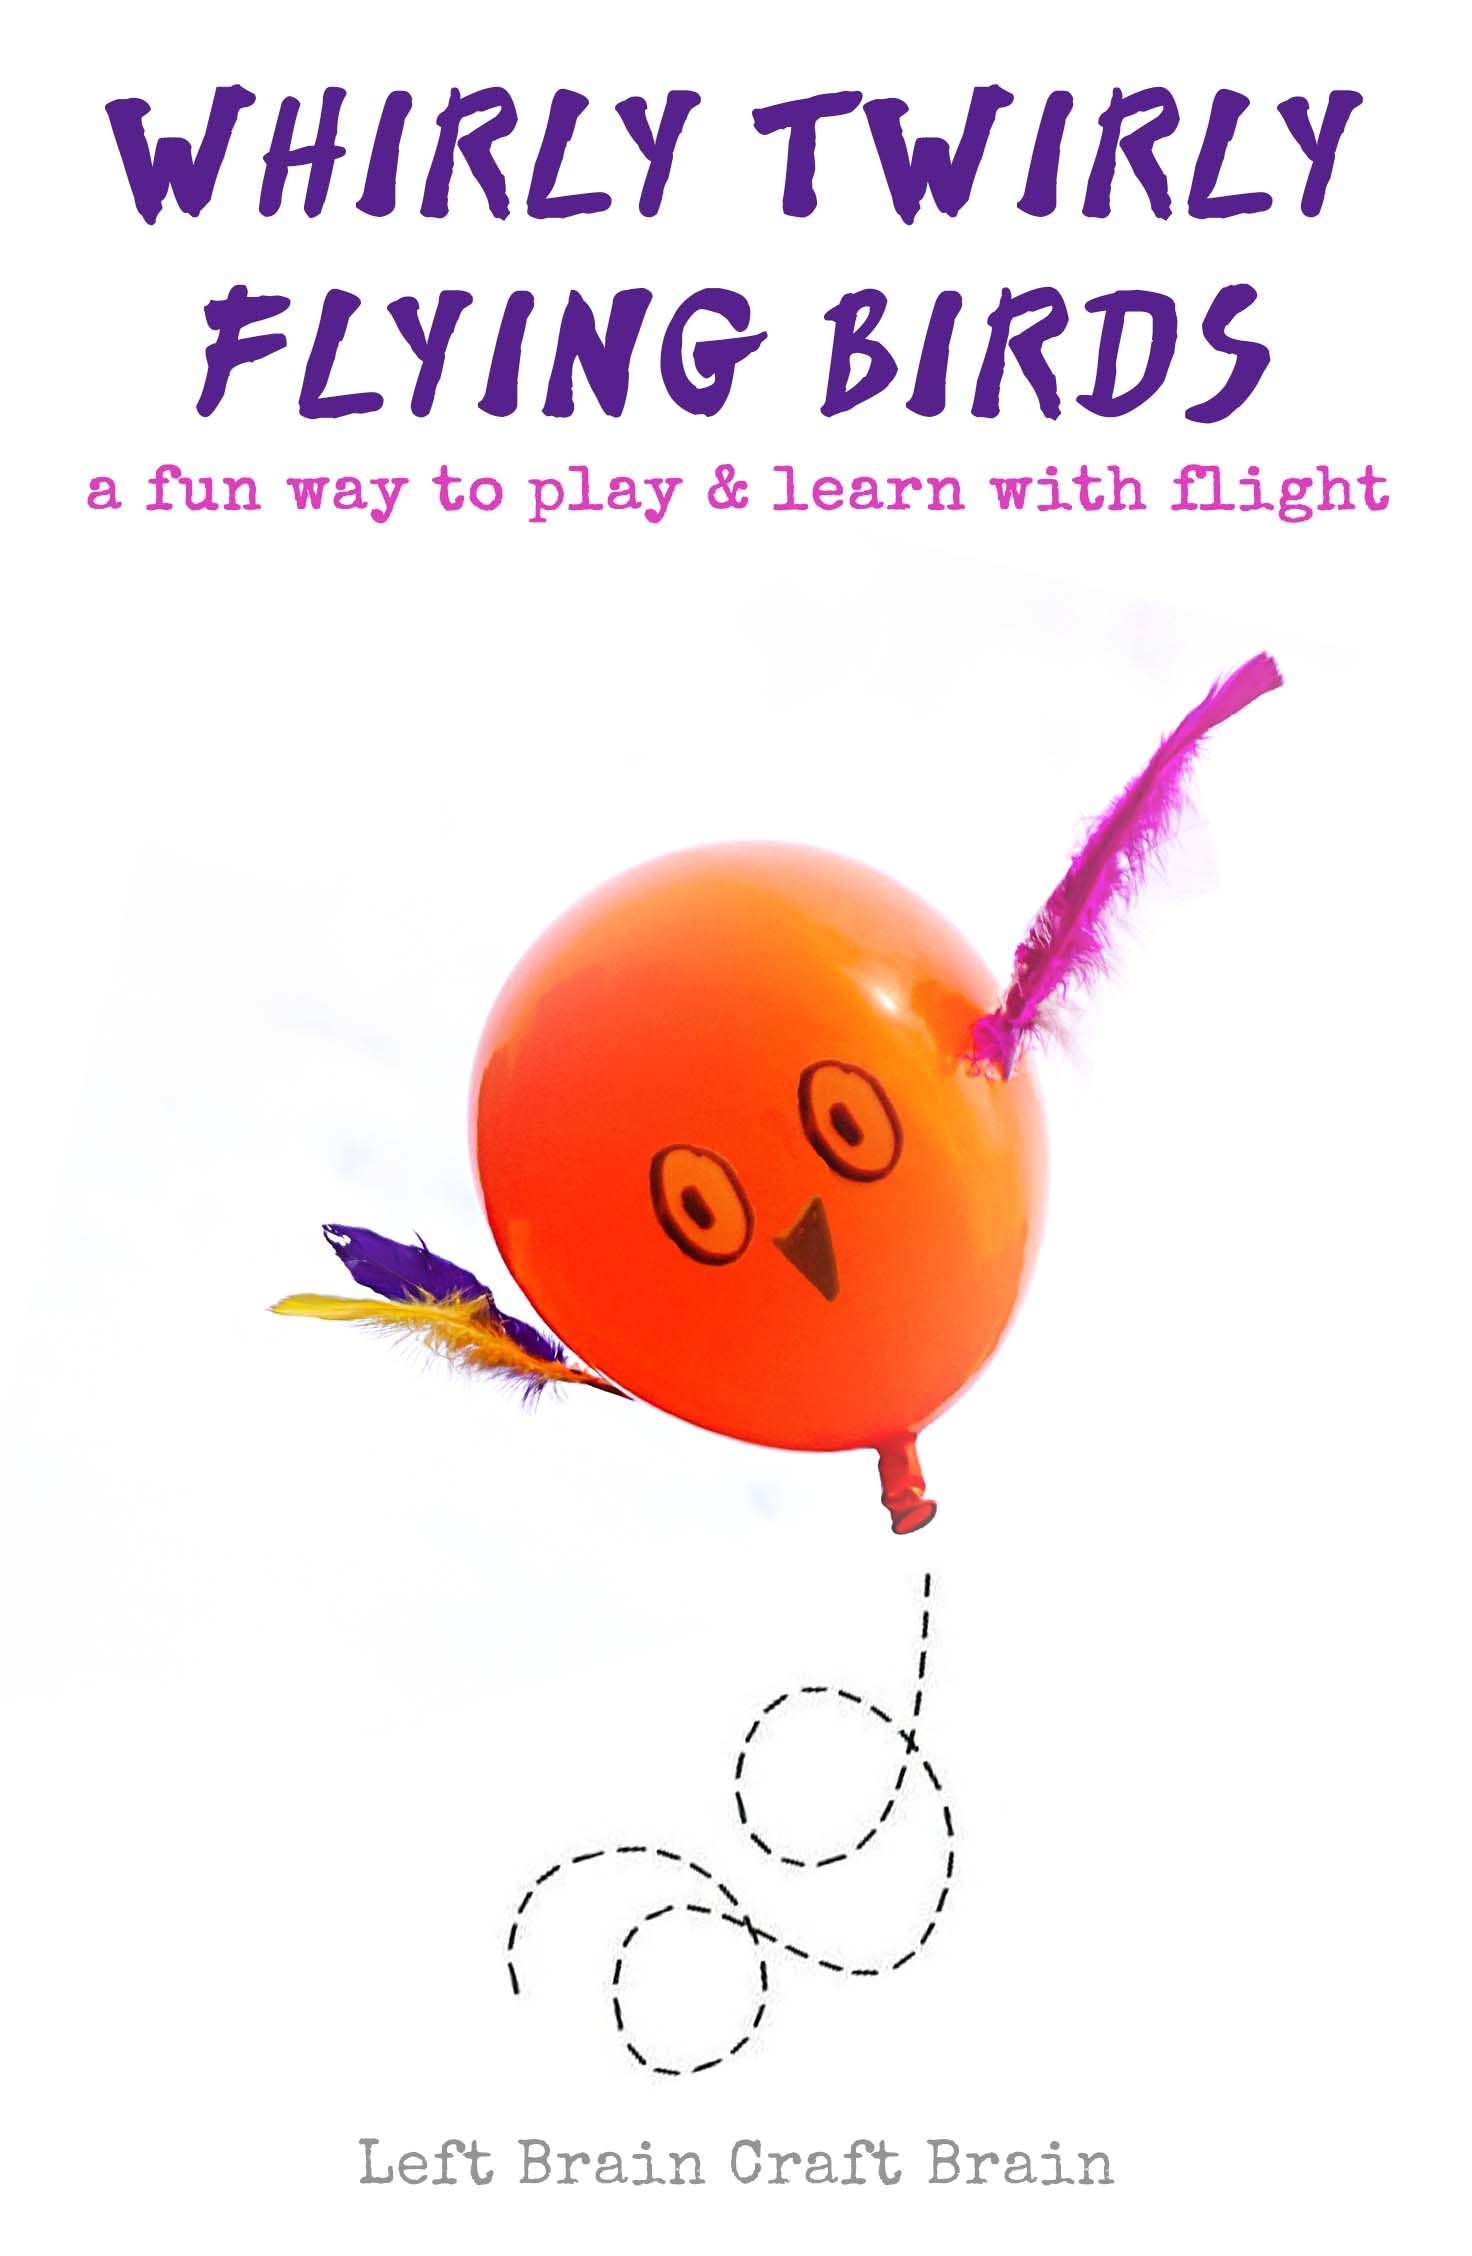 WHIRLY TWIRLY
FLYING BIRDS
a fun way to play & learn with flight
Left Brain Craft Brain